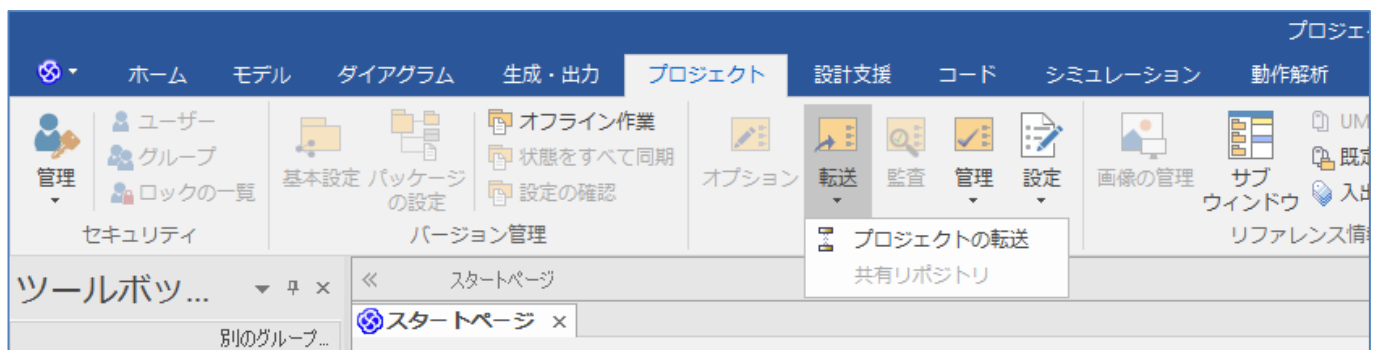 プロジェ
ホーム モデル ダイアグラム 生成・出力 プロジェクト 設計支援 コード シミュレーション 動作解析
管理
ユーザー
グループ
ロックの一覧
セキュリティ
基本設定
パッケージ
の設定
オフライン作業
状態をすべて同期
設定の確認
バージョン管理
オプション
転送
監査
管理
設定
画像の管理
サブ
ウィンドウ
UM
既定
入出
リファレンス情
プロジェクトの転送
共有リポジトリ
ツールボッ...
別のグループ...
« スタートページ
スタートページ ×